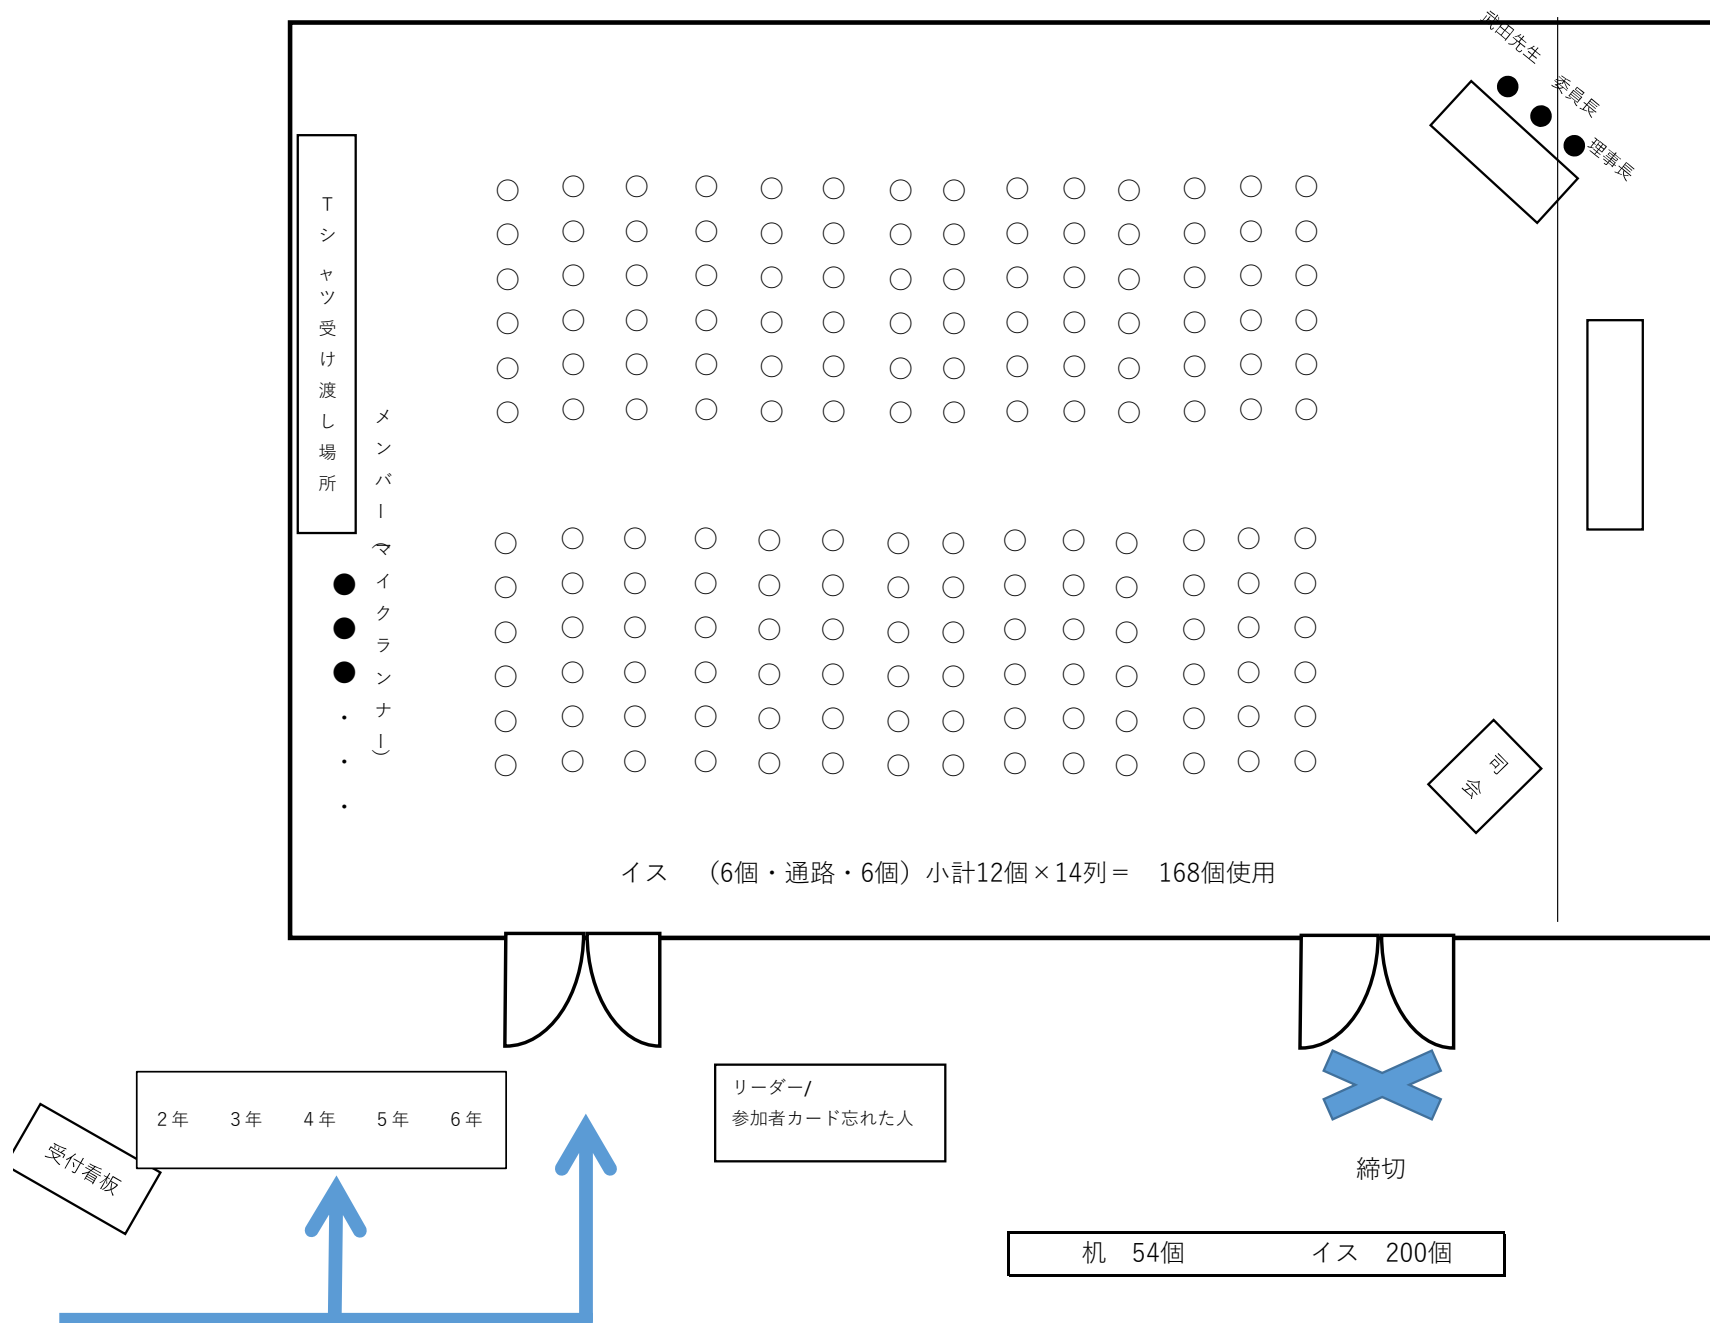 武田先生
委員長
理事長
Tシャツ受け渡し場所
メンバー(マイクランナー)
司会
イス　（6個・通路・6個）小計12個×14列＝　168個使用
2年　3年　4年　5年　6年
受付看板
リーダー/
参加者カード忘れた人
締切
机　54個　イス　200個